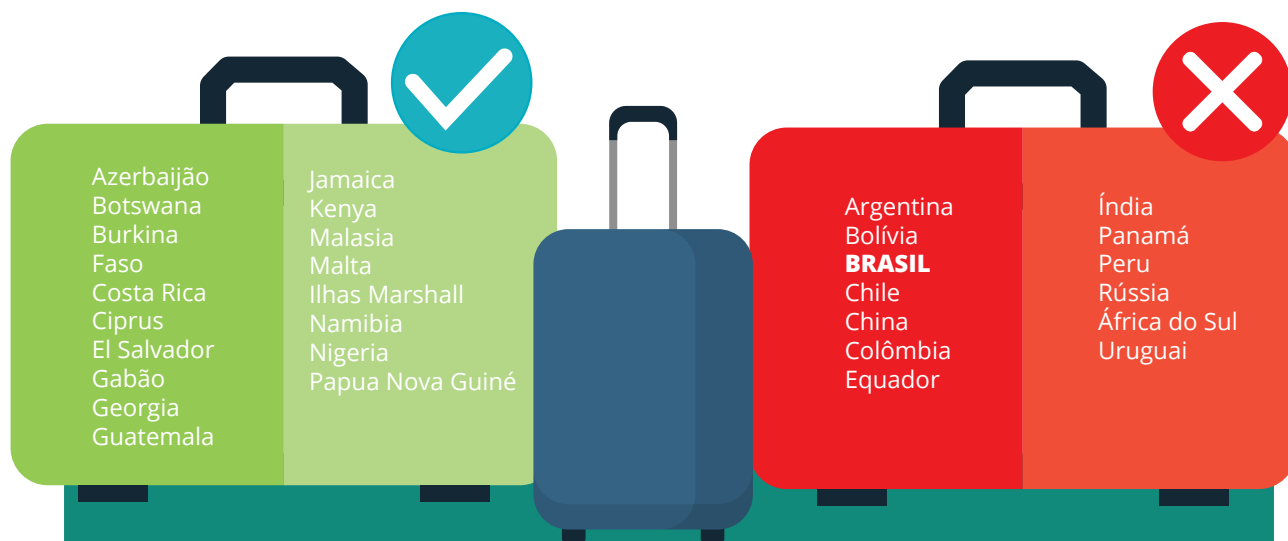 Azerbaijão
Botswana
Burkina
Faso
Costa Rica
Ciprus
El Salvador
Gabão
Georgia
Guatemala
Jamaica
Kenya
Malasia
Malta
Ilhas Marshall
Namibia
Nigeria
Papua Nova Guiné
Argentina
Bolívia
BRASIL
Chile
China
Colômbia
Equador
Índia
Panamá
Peru
Rússia
África do Sul
Uruguai